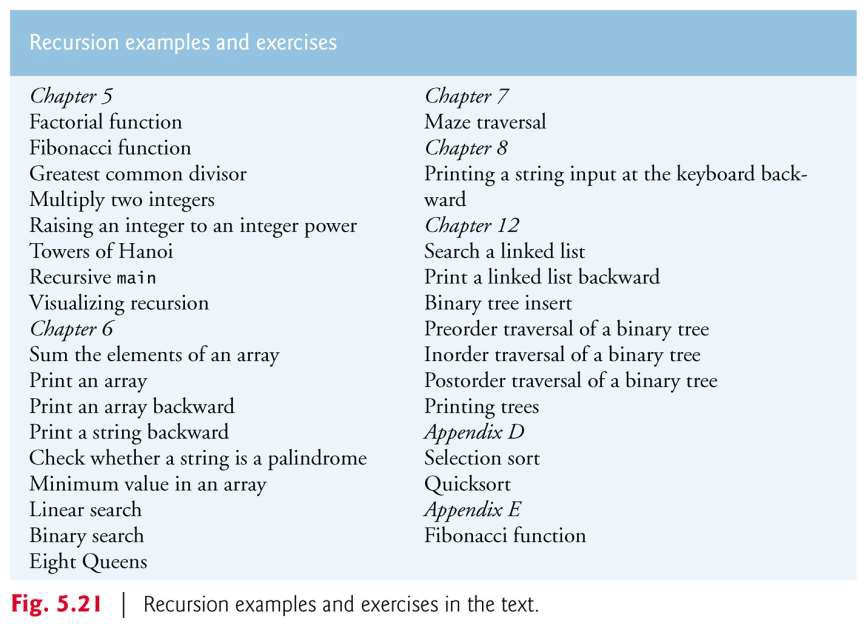 Recursion examples and exercises
Chapter 5
Factorial function
Fibonacci function
Greatest common divisor
Multiply two integers
Raising an integer to an integer power
Towers of Hanoi
Recursive main
Visualizing recursion
Chapter 6
Sum the elements of an array
Print an array
Print an array backward
Print a string backward
Check whether a string is a palindrome
Minimum value in an array
Linear search
Binary search
Eight Queens
Chapter 7
Maze traversal
Chapter 8
Printing a string input at the keyboard back-
ward
Chapter 12
Search a linked list
Print a linked list backward
Binary tree insert
Preorder traversal of a binary tree
Inorder traversal of a binary tree
Postorder traversal of a binary tree
Printing trees
Appendix D
Selection sort
Quicksort
Appendix E
Fibonacci function
Fig. 5.21 | Recursion examples and exercises in the text.